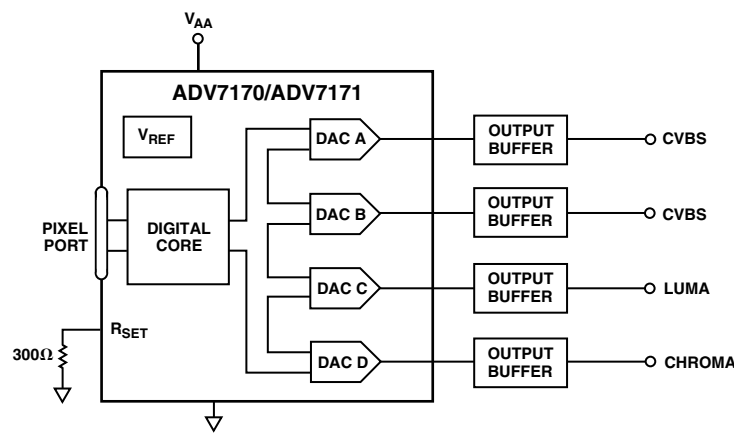 VAA
ADV7170/ADV7171
VREF
DAC A
OUTPUT
BUFFER
CVBS
PIXEL
PORT
DIGITAL
CORE
DAC B
OUTPUT
BUFFER
CVBS
DAC C
OUTPUT
BUFFER
LUMA
RSET
300Ω
DAC D
OUTPUT
BUFFER
CHROMA